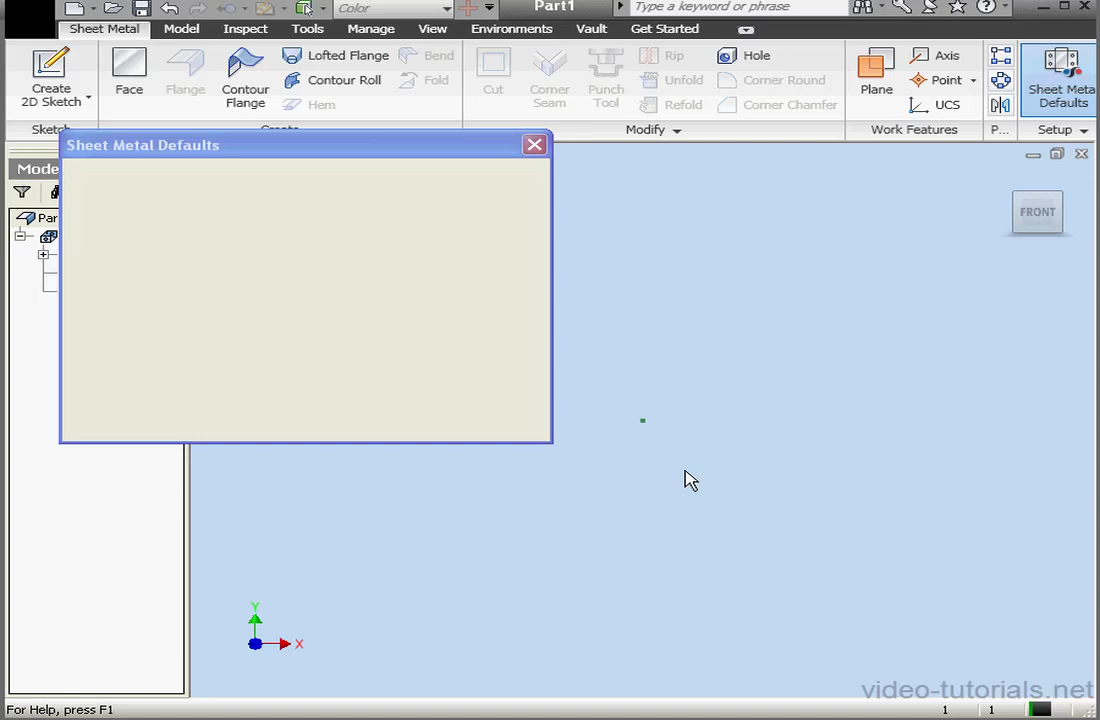 Color
Part1
Type a keyword or phrase
Sheet Metal
Model
Inspect
Tools
Manage
View
Environments
Vault
Get Started
Create
2D Sketch
Face
Flange
Contour
Flange
Lofted Flange
Contour Roll
Hem
Bend
Fold
Cut
Corner
Seam
Punch
Tool
Rip
Unfold
Refold
Hole
Corner Round
Corner Chamfer
Plane
Axis
Point
UCS
Sheet Meta
Defaults
Sketch
Create
Modify
Work Features
P...
Setup
Sheet Metal Defaults
Mode
Par
FRONT
Y
X
video-tutorials.net
For Help, press F1
1
1